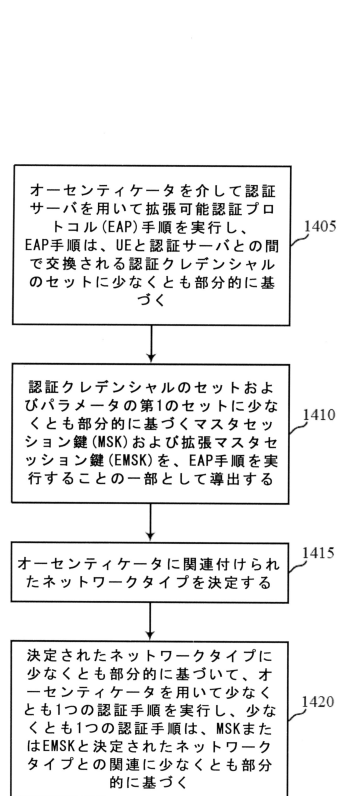 オーセンティケータを介して認証
サーバを用いて拡張可能認証プロ
トコル(EAP)手順を実行し、
EAP手順は、UEと認証サーバとの間
で交換される認証クレデンシャル
のセットに少なくとも部分的に基
づく
1405
認証クレデンシャルのセットおよ
びパラメータの第1のセットに少な
くとも部分的に基づくマスタセッ
ション鍵(MSK)および拡張マスタセ
ッション鍵(EMSK)を、EAP手順を実
行することの一部として導出する
1410
オーセンティケータに関連付けられ
たネットワークタイプを決定する
1415
決定されたネットワークタイプに
少なくとも部分的に基づいて、オ
ーセンティケータを用いて少なく
とも1つの認証手順を実行し、少な
くとも1つの認証手順は、MSKまた
はEMSKと決定されたネットワーク
タイプとの関連に少なくとも部分
的に基づく
1420